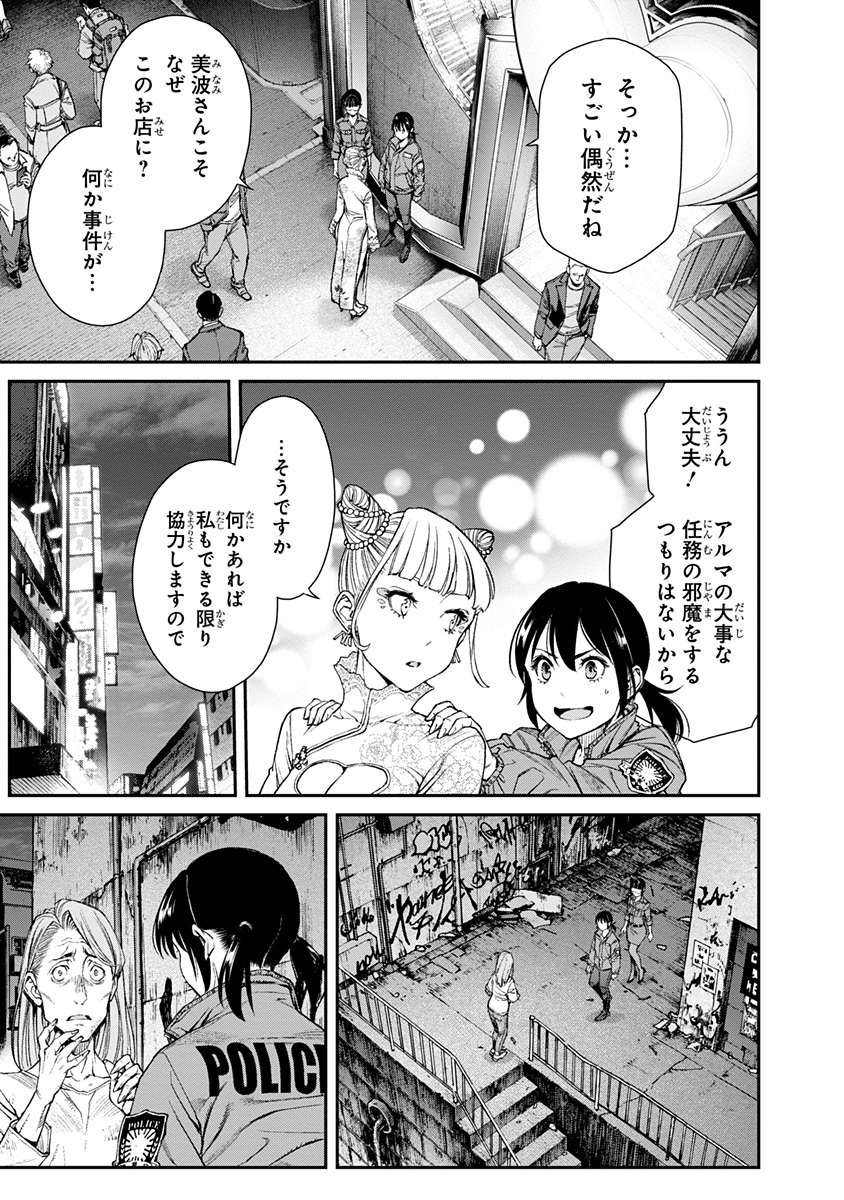 そっか…
すごい偶然だね
美波さんこそ
なぜ
このお店に?
何か事件が…
ううん
大丈夫!
アルマの大事な
任務の邪魔をする
つもりはないから
…そうですか
何かあれば
私もできる限り
協力しますので
POLICE